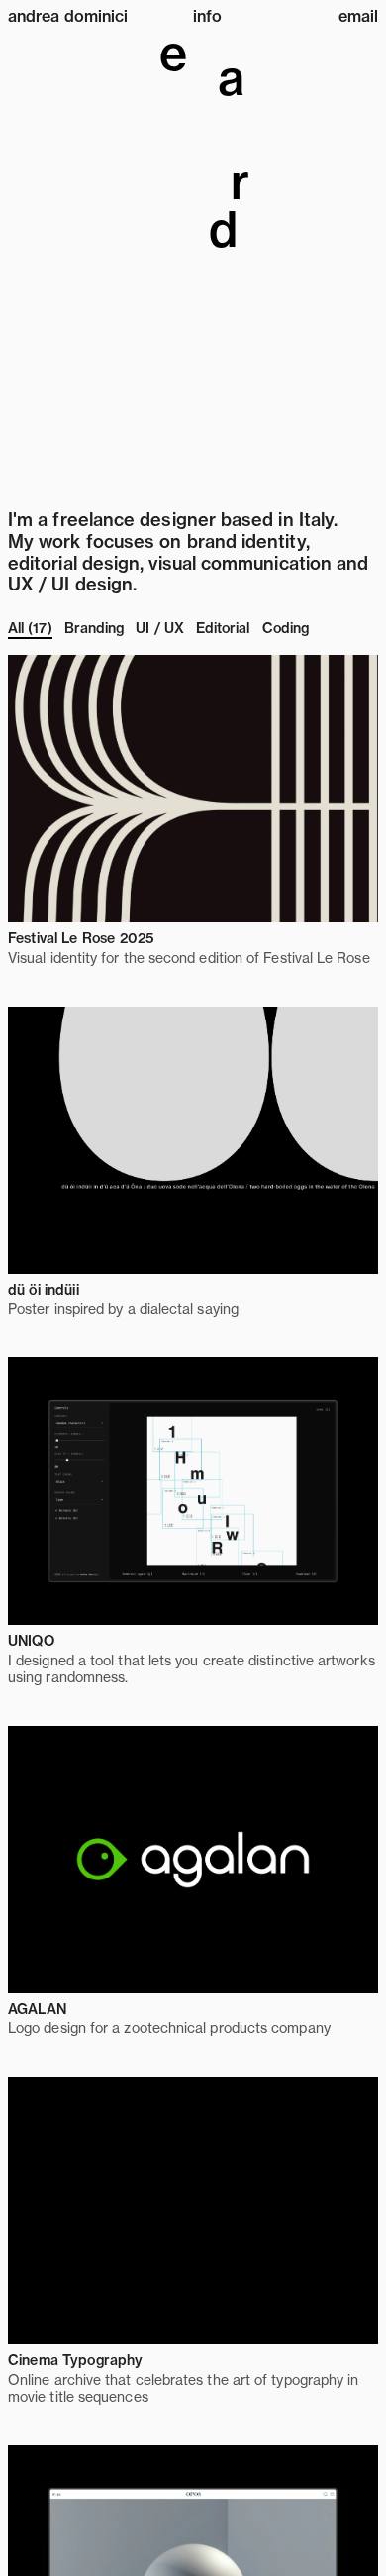 andrea dominici info email
e
a
r
d
I'm a freelance designer based in Italy.
My work focuses on brand identity,
editorial design, visual communication and
UX / UI design.
All (17) Branding UI / UX Editorial Coding
Festival Le Rose 2025
Visual identity for the second edition of Festival Le Rose
dü öi indüii
Poster inspired by a dialectal saying
1
H
m
u
o
I
w
R
UNIQO
I designed a tool that lets you create distinctive artworks
using randomness.
agalan
AGALAN
Logo design for a zootechnical products company
Cinema Typography
Online archive that celebrates the art of typography in
movie title sequences